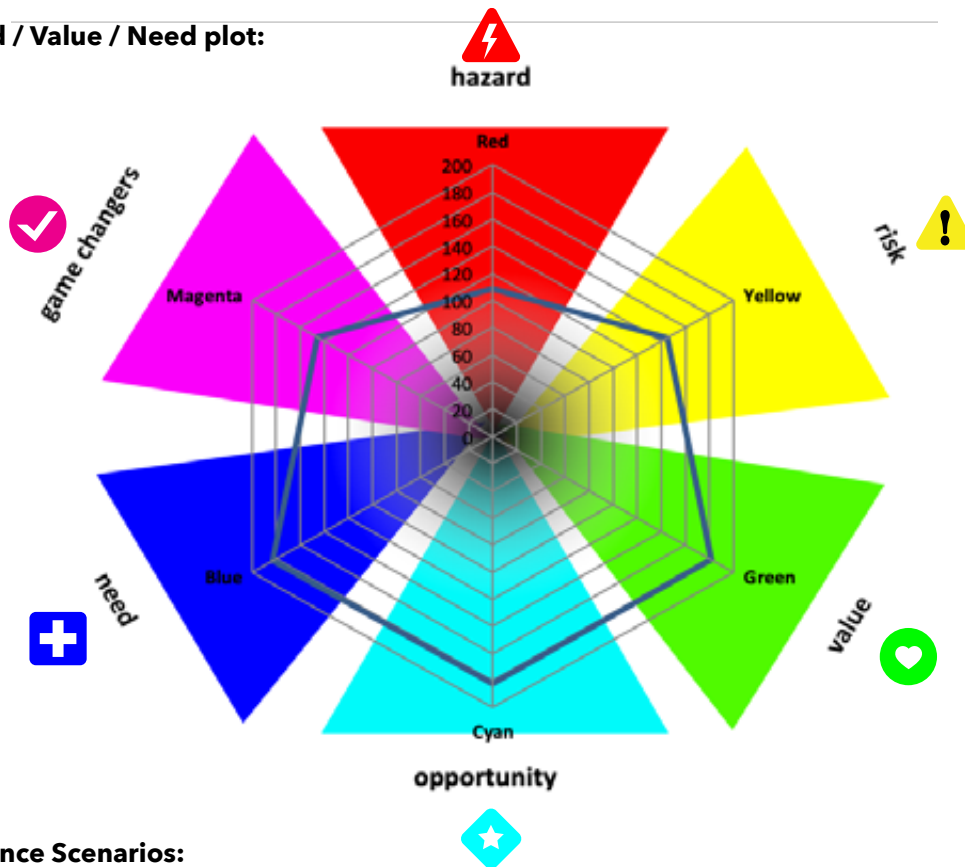 / Value / Need plot:
hazard
Red
200
180
160
140
120
100
80
60
40
20
0
game changers
Magenta
risk
Yellow
need
Blue
value
Green
Cyan
opportunity
nce Scenarios: